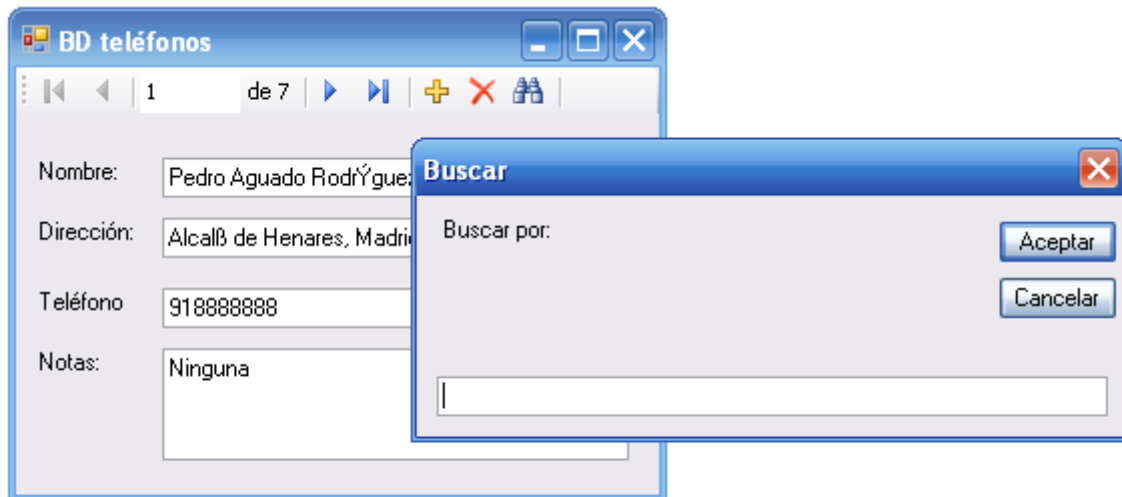 BD teléfonos
1 de 7
Nombre: Pedro Aguado RodrÝguez
Dirección: Alcalß de Henares,
Teléfono 918888888
Notas: Ninguna
Buscar
Buscar por:
Aceptar
Cancelar